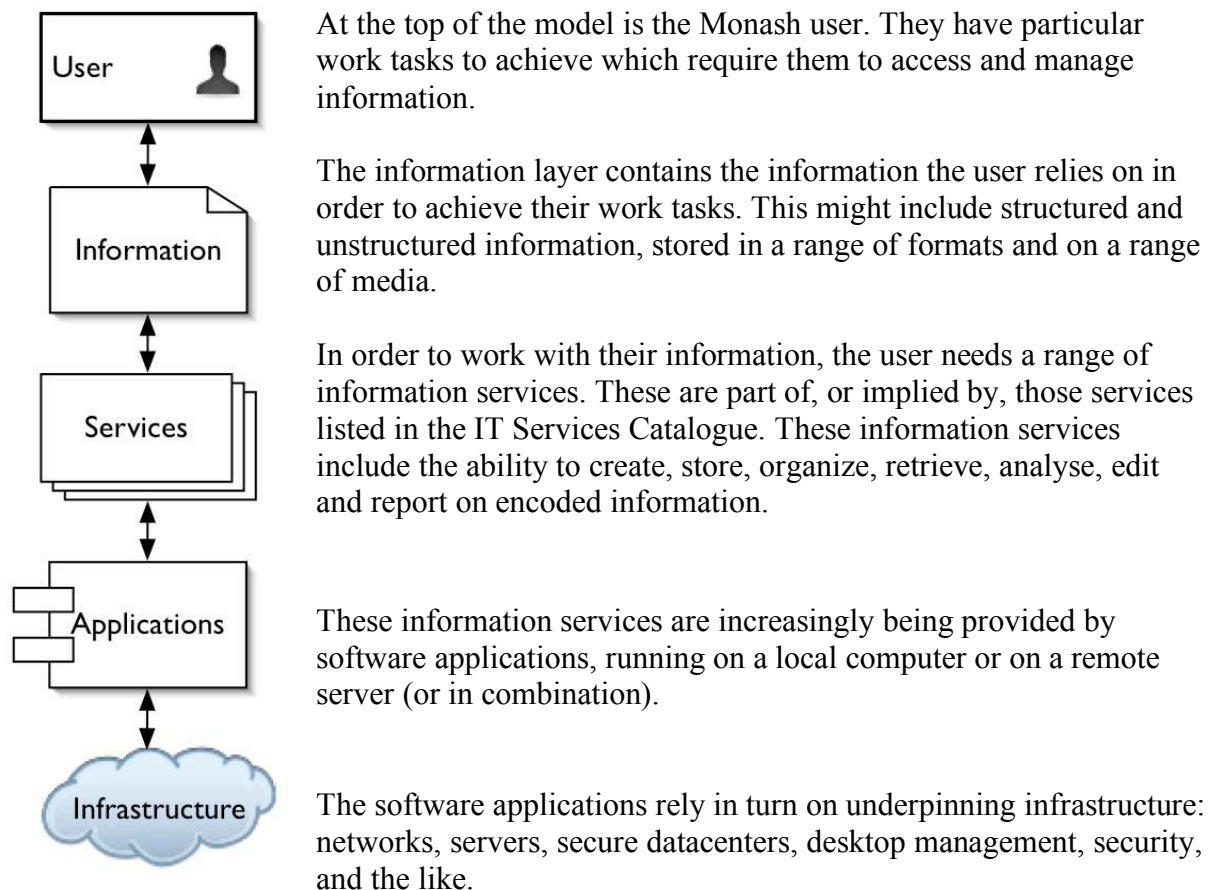 User
At the top of the model is the Monash user. They have particular
work tasks to achieve which require them to access and manage
information.
Information
The information layer contains the information the user relies on in
order to achieve their work tasks. This might include structured and
unstructured information, stored in a range of formats and on a range
of media.
Services
In order to work with their information, the user needs a range of
information services. These are part of, or implied by, those services
listed in the IT Services Catalogue. These information services
include the ability to create, store, organize, retrieve, analyse, edit
and report on encoded information.
Applications
These information services are increasingly being provided by
software applications, running on a local computer or on a remote
server (or in combination).
Infrastructure
The software applications rely in turn on underpinning infrastructure:
networks, servers, secure datacenters, desktop management, security,
and the like.